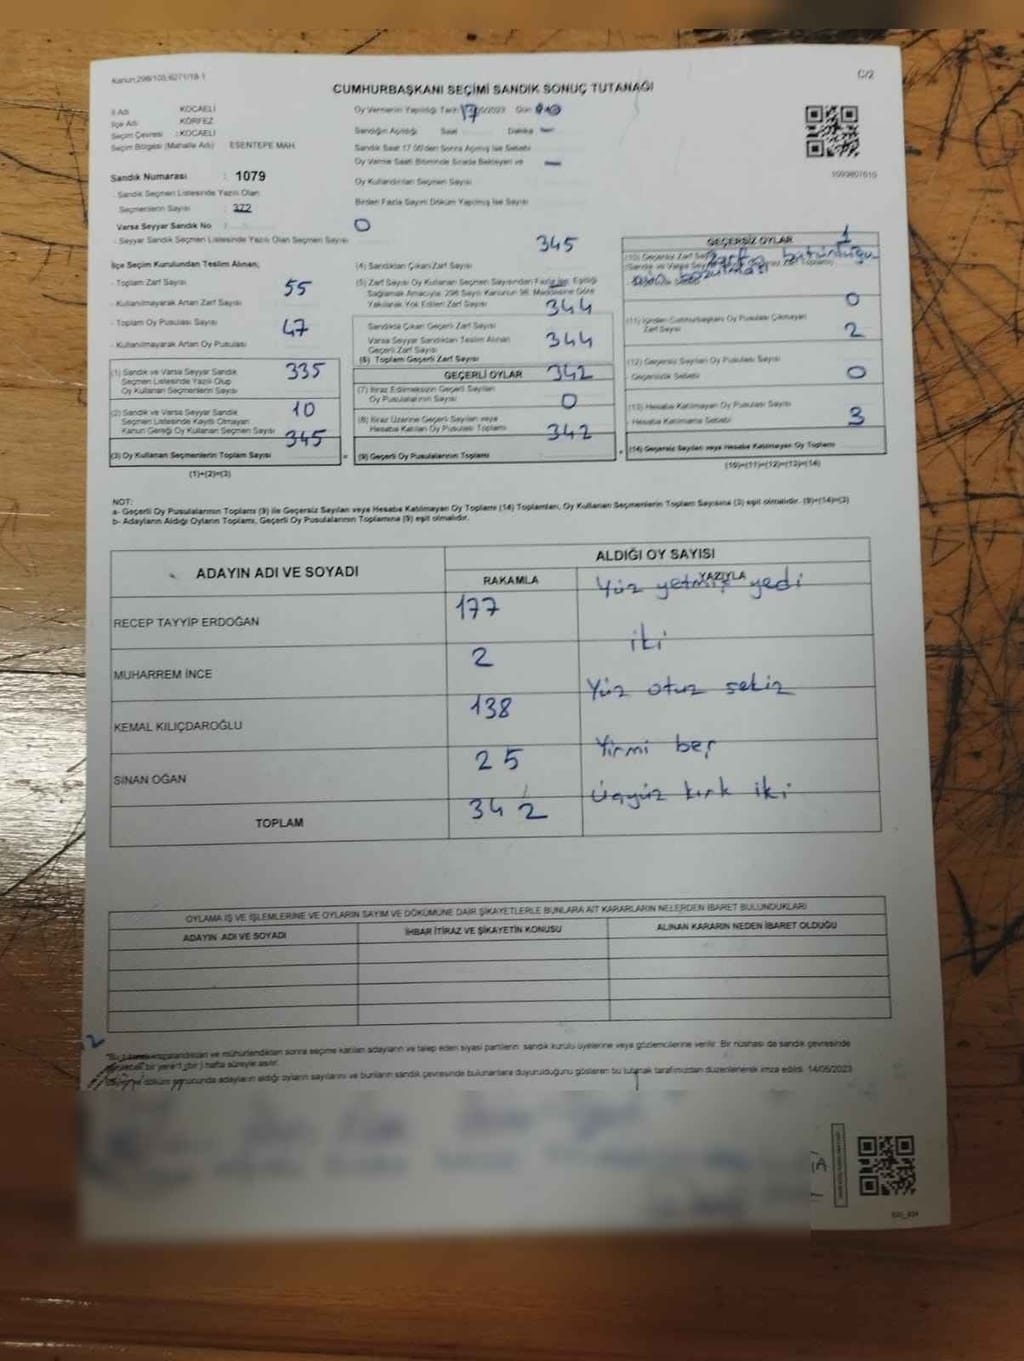 Kanun 298/105, 6271/18-1
C/2
CUMHURBAŞKANI SEÇİMİ SANDIK SONUÇ TUTANAĞI
İl Adı KOCAELİ
İlçe Adı KÖRFEZ
Seçim Çevresi : KOCAELİ
Seçim Bölgesi (Mahalle Adı) ESENTEPE MAH.
Sandık Numarası : 1079
Sandık Seçmen Listesinde Yazılı Olan
Seçmenlerin Sayısı : 372
Varsa Seyyar Sandık No
- Seyyar Sandık Seçmen Listesinde Yazılı Olan Seçmen Sayısı
Oy Vermenin Yapıldığı Tarih /2023 Gün
Sandığın Açıldığı Saat Dakika
Sandık Saat 17.00'den Sonra Açılmış İse Sebebi
Oy Verme Saati Bitiminde Sırada Bekleyen ve
Oy Kullandırılan Seçmen Sayısı
Birden Fazla Sayım Döküm Yapılmış İse Sayısı
0
İlçe Seçim Kurulundan Teslim Alınan;
- Toplam Zarf Sayısı
55
- Kullanılmayarak Artan Zarf Sayısı
- Toplam Oy Pusulası Sayısı
47
- Kullanılmayarak Artan Oy Pusulası
335
(1) Sandık ve Varsa Seyyar Sandık
Seçmen Listesinde Yazılı Olup
Oy Kullanan Seçmenlerin Sayısı
10
(2) Sandık ve Varsa Seyyar Sandık
Seçmen Listesinde Kayıtlı Olmayan
Kanun Gereği Oy Kullanan Seçmen Sayısı
345
(3) Oy Kullanan Seçmenlerin Toplam Sayısı
(1)+(2)=(3)
345
(4) Sandıktan Çıkan Zarf Sayısı
(5) Zarf Sayısı Oy Kullanan Seçmen Sayısından Fazla İse, Eşitliği
Sağlamak Amacıyla, 298 Sayılı Kanunun 98. Maddesine Göre
Yakılarak Yok Edilen Zarf Sayısı
344
Sandıkta Çıkan Geçerli Zarf Sayısı
Varsa Seyyar Sandıktan Teslim Alınan
Geçerli Zarf Sayısı
344
(6) Toplam Geçerli Zarf Sayısı
GEÇERLİ OYLAR
342
(7) İtiraz Edilmeksizin Geçerli Sayılan
Oy Pusulalarının Sayısı
0
(8) İtiraz Üzerine Geçerli Sayılan veya
Hesaba Katılan Oy Pusulası Toplamı
342
(9) Geçerli Oy Pusulalarının Toplamı
GEÇERSİZ OYLAR
1
(10) Geçersiz Zarf
(Sandık ve Varsa Toplamı)
bütünlüğü
bozulması
0
(11) İçinden Cumhurbaşkanı Oy Pusulası Çıkmayan
Zarf Sayısı
2
(12) Geçersiz Sayılan Oy Pusulası Sayısı
Geçersizlik Sebebi
0
(13) Hesaba Katılmayan Oy Pusulası Sayısı
- Hesaba Katılmama Sebebi
3
(14) Geçersiz Sayılan veya Hesaba Katılmayan Oy Toplamı
(10)+(11)+(12)+(13)=(14)
NOT:
a- Geçerli Oy Pusulalarının Toplamı (9) ile Geçersiz Sayılan veya Hesaba Katılmayan Oy Toplamı (14) Toplamları, Oy Kullanan Seçmenlerin Toplam Sayısına (3) eşit olmalıdır. (9)+(14)=(3)
b- Adayların Aldığı Oyların Toplamı, Geçerli Oy Pusulalarının Toplamına (9) eşit olmalıdır.
ADAYIN ADI VE SOYADI
ALDIĞI OY SAYISI
RAKAMLA
YAZIYLA
RECEP TAYYİP ERDOĞAN 177 Yüz yetmiş yedi
MUHARREM İNCE 2 iki
KEMAL KILIÇDAROĞLU 138 Yüz otuz sekiz
SİNAN OĞAN 25 Yirmi beş
TOPLAM 342 Üçyüz kırk iki
OYLAMA İŞ VE İŞLEMLERİNE VE OYLARIN SAYIM VE DÖKÜMÜNE DAİR ŞİKAYETLERLE BUNLARA AİT KARARLARIN NELERDEN İBARET BULUNDUKLARI
ADAYIN ADI VE SOYADI
İHBAR İTİRAZ VE ŞİKAYETİN KONUSU
ALINAN KARARIN NEDEN İBARET OLDUĞU
imzalandıktan ve mühürlendikten sonra seçime katılan adayların ve talep eden siyasi partilerin sandık kurulu üyelerine veya gözlemcilerine verilir. Bir nüshası da sandık çevresinde
bir yere 1 (bir) hafta süreyle asılır.
döküm sonucunda adayların aldığı oyların sayılarını ve bunların sandık çevresinde bulunanlara duyurulduğunu gösteren bu tutanak tarafımızdan düzenlenerek imza edildi. 14/05/2023